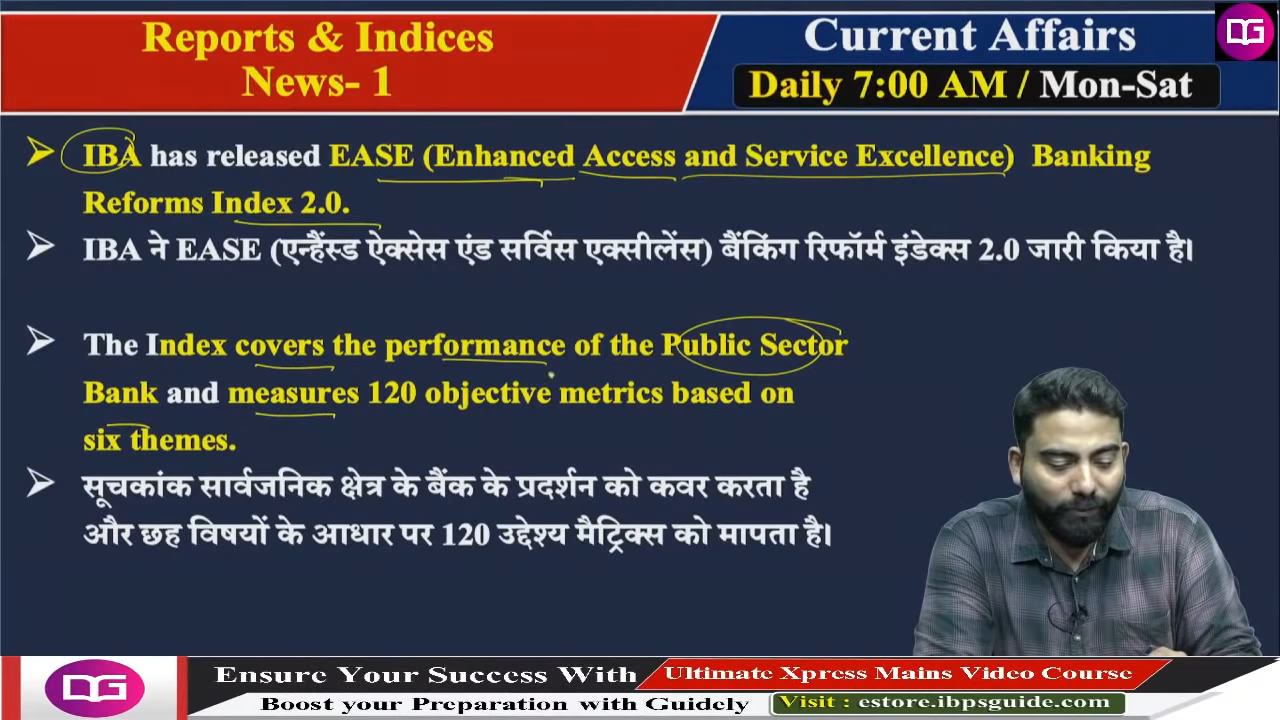 Reports & Indices
News- 1
Current Affairs
Daily 7:00 AM / Mon-Sat
DG
IBA has released EASE (Enhanced Access and Service Excellence) Banking
Reforms Index 2.0.
IBA ने EASE (एन्हैंस्ड ऐक्सेस एंड सर्विस एक्सीलेंस) बैंकिंग रिफॉर्म इंडेक्स 2.0 जारी किया है।
The Index covers the performance of the Public Sector
Bank and measures 120 objective metrics based on
six themes.
सूचकांक सार्वजनिक क्षेत्र के बैंक के प्रदर्शन को कवर करता है
और छह विषयों के आधार पर 120 उद्देश्य मैट्रिक्स को मापता है।
DG
Ensure Your Success With
Ultimate Xpress Mains Video Course
Boost your Preparation with Guidely
Visit : estore.ibpsguide.com